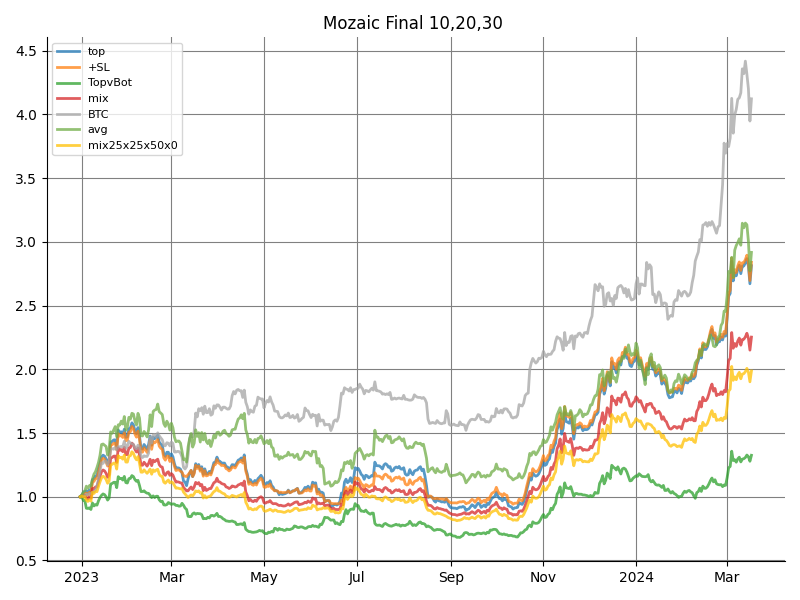 Mozaic Final 10,20,30
top
+SL
TopvBot
mix
BTC
avg
mix25x25x50x0
4.5
4.0
3.5
3.0
2.5
2.0
1.5
1.0
0.5
2023 Mar May Jul Sep Nov 2024 Mar